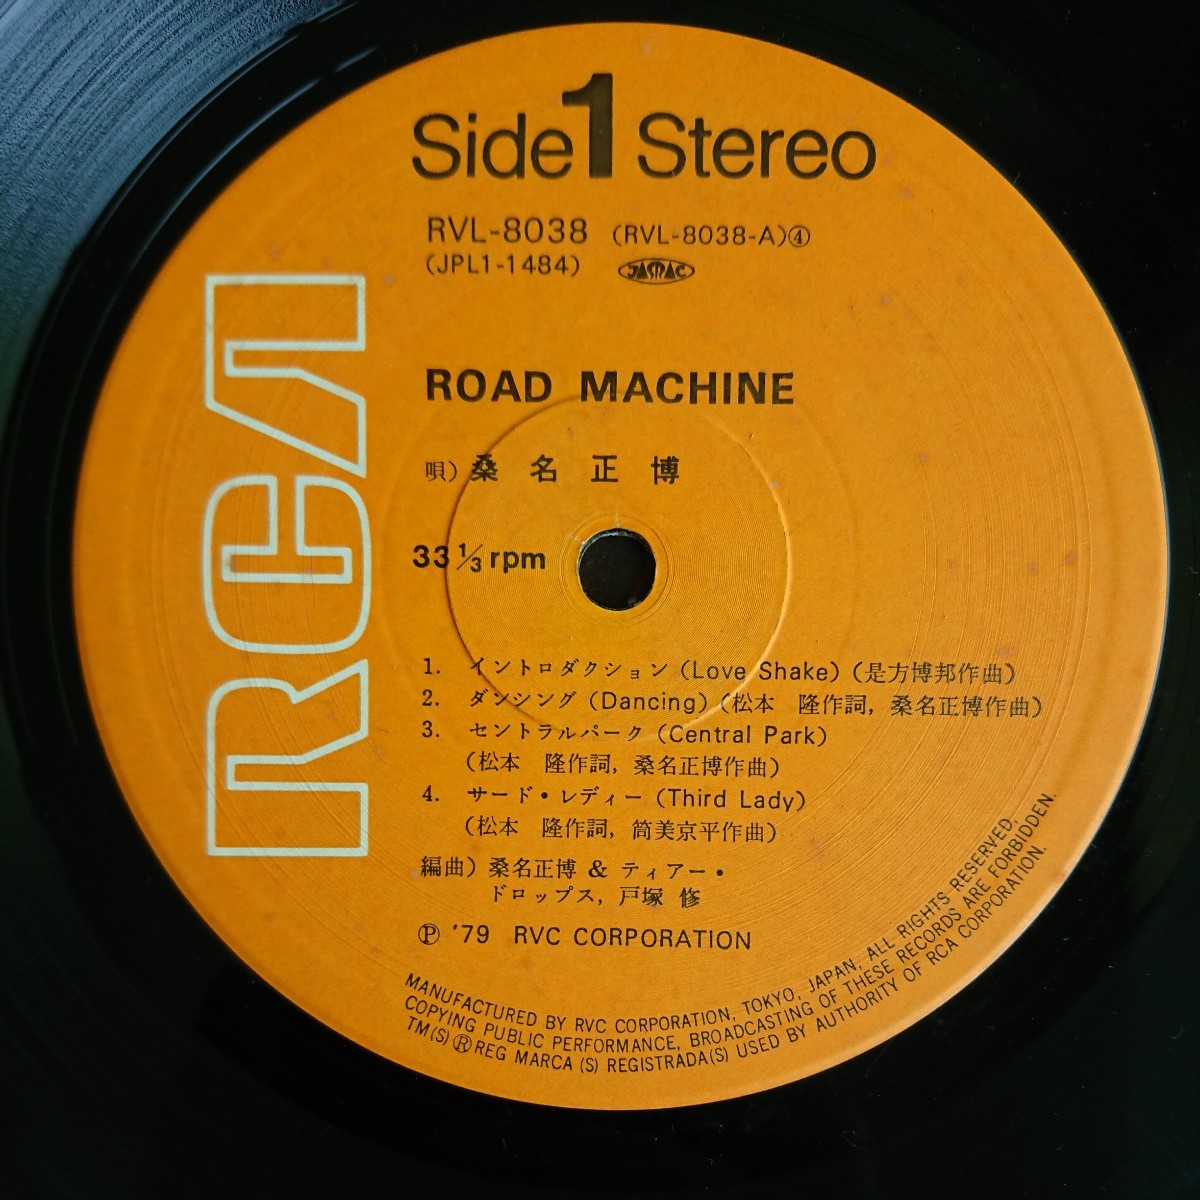 Side 1 Stereo
RVL-8038 (RVL-8038-A)④
(JPL1-1484) JASRAC
RCA
ROAD MACHINE
唄) 桑名正博
33 1/3 rpm
1. イントロダクション (Love Shake) (是方博邦作曲)
2. ダンシング (Dancing) (松本 隆作詞, 桑名正博作曲)
3. セントラルパーク (Central Park)
(松本 隆作詞, 桑名正博作曲)
4. サード・レディー (Third Lady)
(松本 隆作詞, 筒美京平作曲)
編曲) 桑名正博 & ティアー・
ドロップス, 戸塚 修
Ⓟ '79 RVC CORPORATION
MANUFACTURED BY RVC CORPORATION, TOKYO, JAPAN, ALL RIGHTS RESERVED,
COPYING PUBLIC PERFORMANCE, BROADCASTING OF THESE RECORDS ARE FORBIDDEN.
TM(S) ® REG MARCA (S) REGISTRADA(S) USED BY AUTHORITY OF RCA CORPORATION.